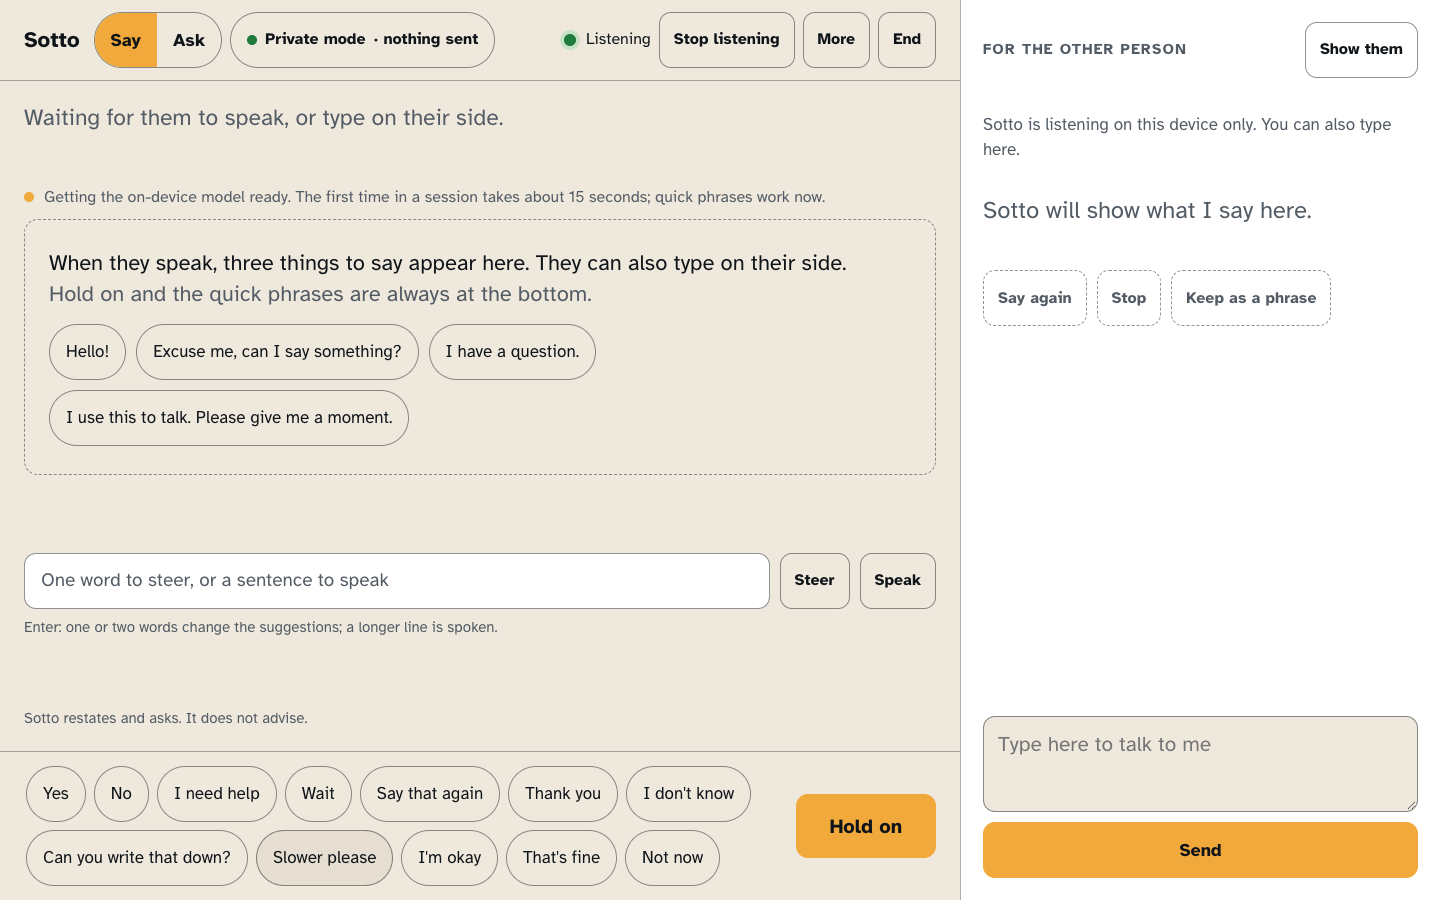 Sotto
Say
Ask
Private mode · nothing sent
Listening
Stop listening
More
End
Waiting for them to speak, or type on their side.
Getting the on-device model ready. The first time in a session takes about 15 seconds; quick phrases work now.
When they speak, three things to say appear here. They can also type on their side.
Hold on and the quick phrases are always at the bottom.
Hello!
Excuse me, can I say something?
I have a question.
I use this to talk. Please give me a moment.
One word to steer, or a sentence to speak
Steer
Speak
Enter: one or two words change the suggestions; a longer line is spoken.
Sotto restates and asks. It does not advise.
Yes
No
I need help
Wait
Say that again
Thank you
I don't know
Can you write that down?
Slower please
I'm okay
That's fine
Not now
Hold on
FOR THE OTHER PERSON
Show them
Sotto is listening on this device only. You can also type
here.
Sotto will show what I say here.
Say again
Stop
Keep as a phrase
Type here to talk to me
Send